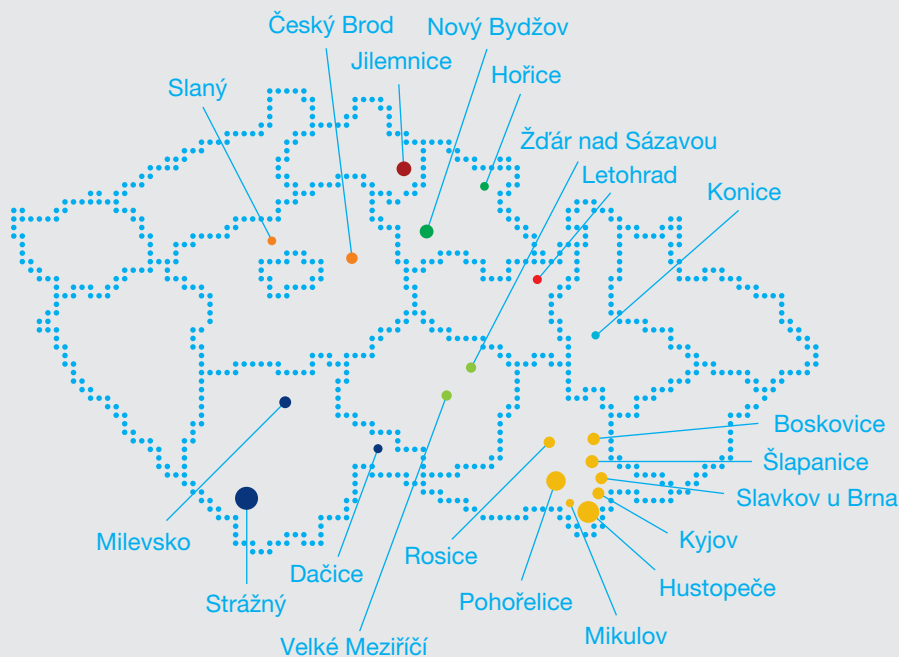 Český Brod
Nový Bydžov
Jilemnice
Hořice
Slaný
Žďár nad Sázavou
Letohrad
Konice
Boskovice
Šlapanice
Slavkov u Brna
Milevsko
Rosice
Kyjov
Dačice
Hustopeče
Strážný
Pohořelice
Mikulov
Velké Meziříčí